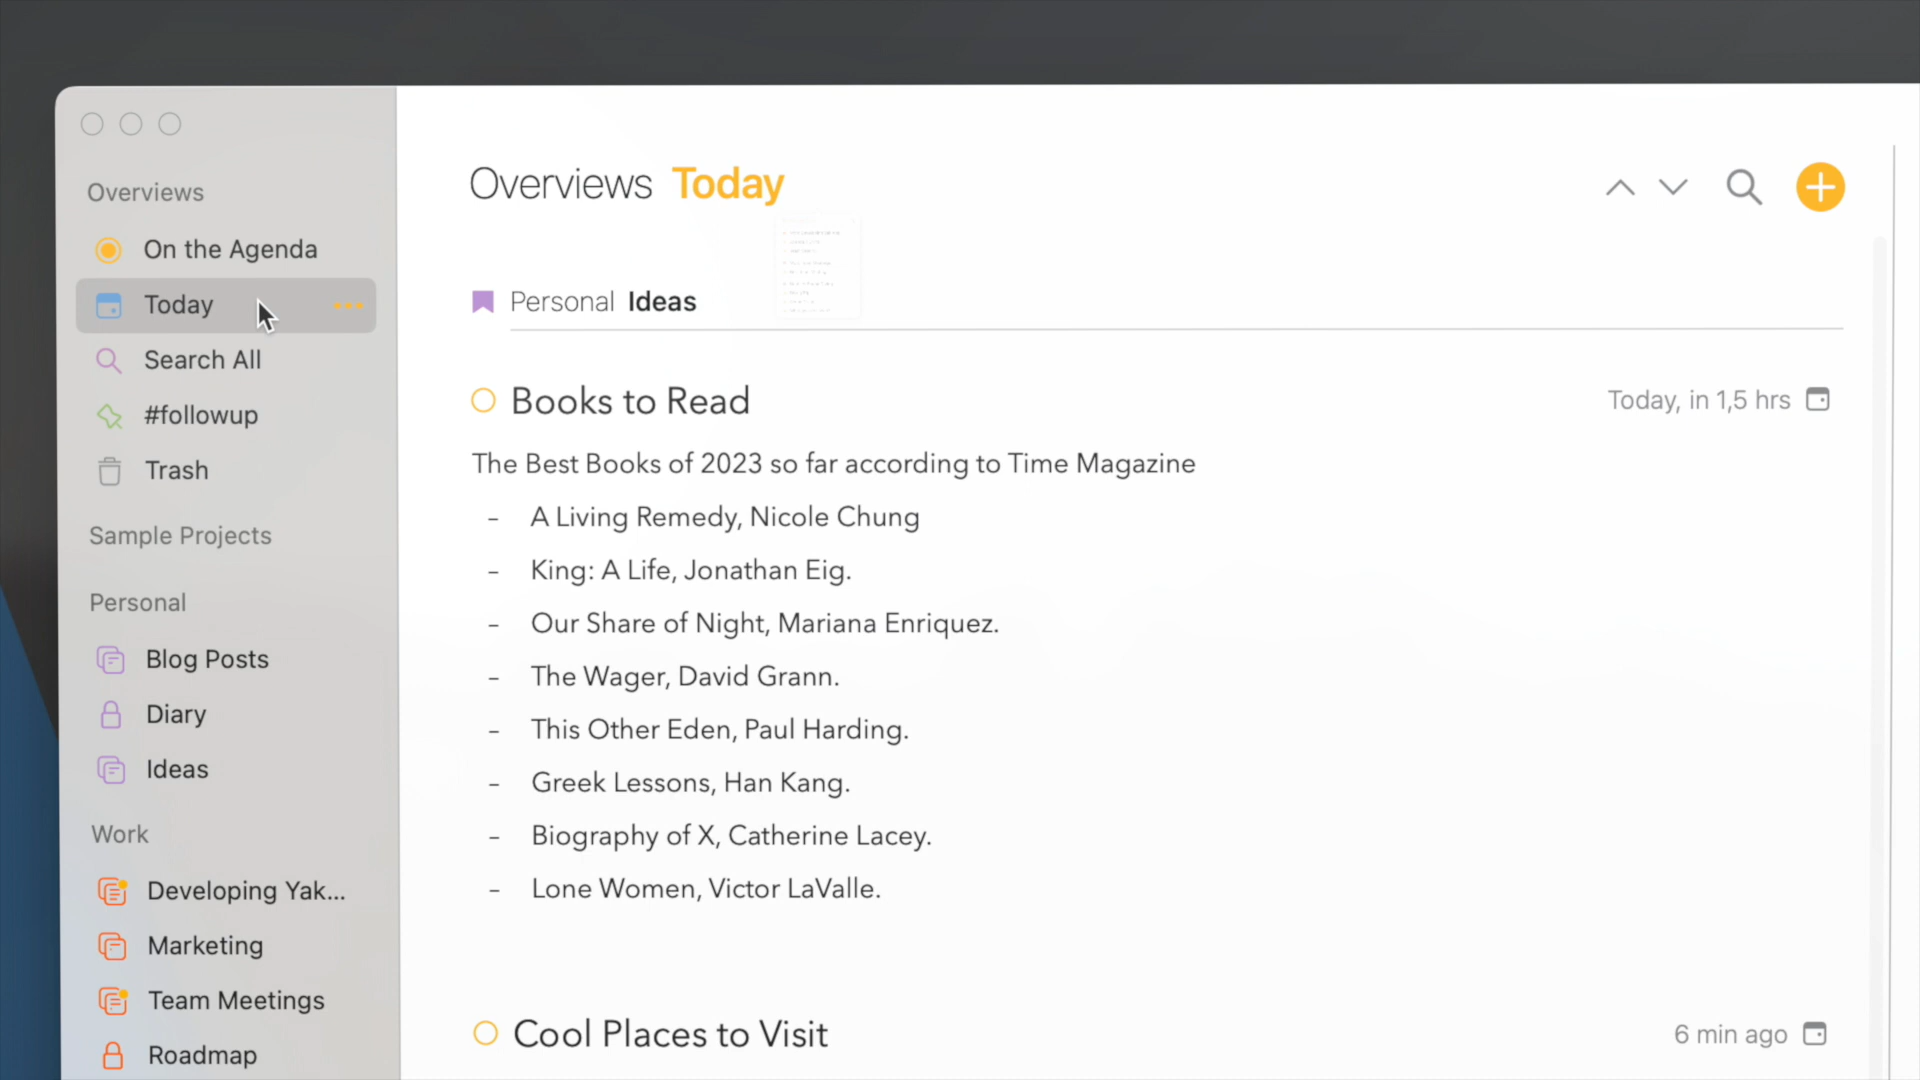 Overviews
On the Agenda
Today
Search All
#followup
Trash
Sample Projects
Personal
Blog Posts
Diary
Ideas
Work
Developing Yak...
Marketing
Team Meetings
Roadmap
Overviews Today
Personal Ideas
Books to Read
Today, in 1,5 hrs
The Best Books of 2023 so far according to Time Magazine
- A Living Remedy, Nicole Chung
- King: A Life, Jonathan Eig.
- Our Share of Night, Mariana Enriquez.
- The Wager, David Grann.
- This Other Eden, Paul Harding.
- Greek Lessons, Han Kang.
- Biography of X, Catherine Lacey.
- Lone Women, Victor LaValle.
Cool Places to Visit
6 min ago